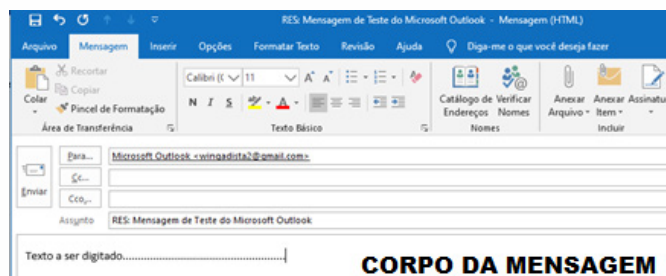 RES: Mensagem de Teste do Microsoft Outlook - Mensagem (HTML)
Arquivo Mensagem Inserir Opções Formatar Texto Revisão Ajuda Diga-me o que você deseja fazer
Colar
Recortar
Copiar
Pincel de Formatação
Área de Transferência
Calibri (C 11
N I S
Texto Básico
Catálogo de Endereços
Verificar Nomes
Nomes
Anexar Arquivo
Anexar Item
Assinatu
Incluir
Enviar
Para... Microsoft Outlook <wingadista2@gmail.com>
Cc...
Cco...
Assunto RES: Mensagem de Teste do Microsoft Outlook
Texto a ser digitado......................................................
CORPO DA MENSAGEM